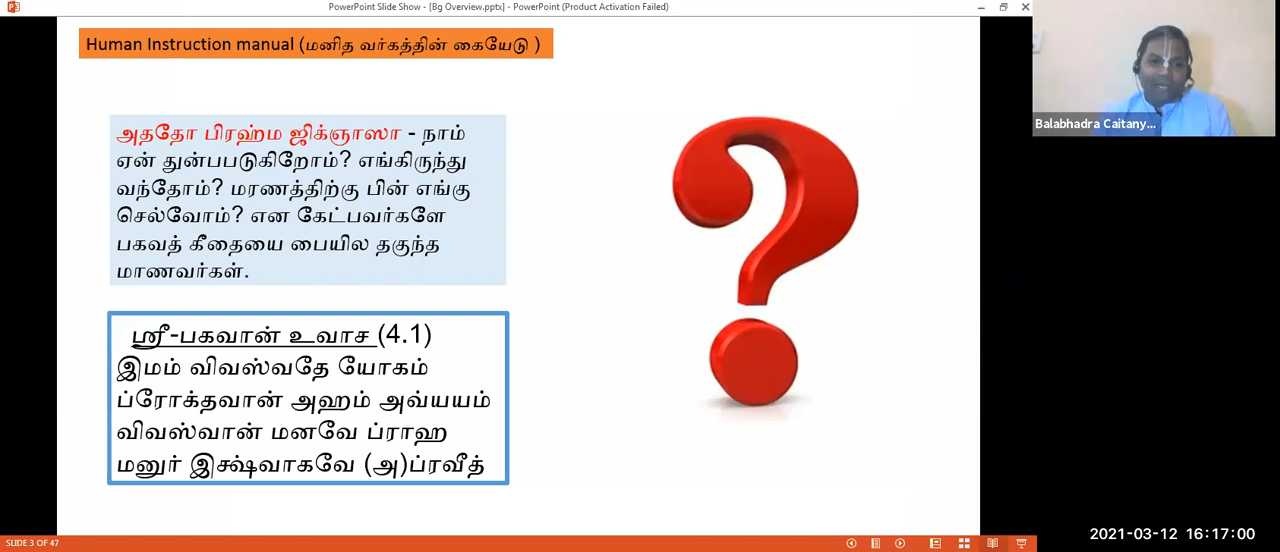 PowerPoint Slide Show - [Bg Overview.pptx] - PowerPoint (Product Activation Failed)
Human Instruction manual (மனித வர்கத்தின் கையேடு )
அததோ பிரஹ்ம ஜிக்ஞாஸா - நாம்
ஏன் துன்பபடுகிறோம்? எங்கிருந்து
வந்தோம்? மரணத்திற்கு பின் எங்கு
செல்வோம்? என கேட்பவர்களே
பகவத் கீதையை பையில தகுந்த
மாணவர்கள்.
ஸ்ரீ-பகவான் உவாச (4.1)
இமம் விவஸ்வதே யோகம்
ப்ரோக்தவான் அஹம் அவ்யயம்
விவஸ்வான் மனவே ப்ராஹ
மனுர் இக்ஷ்வாகவே (அ)ப்ரவீத்
Balabhadra Caitany...
SLIDE 3 OF 47
2021-03-12 16:17:00